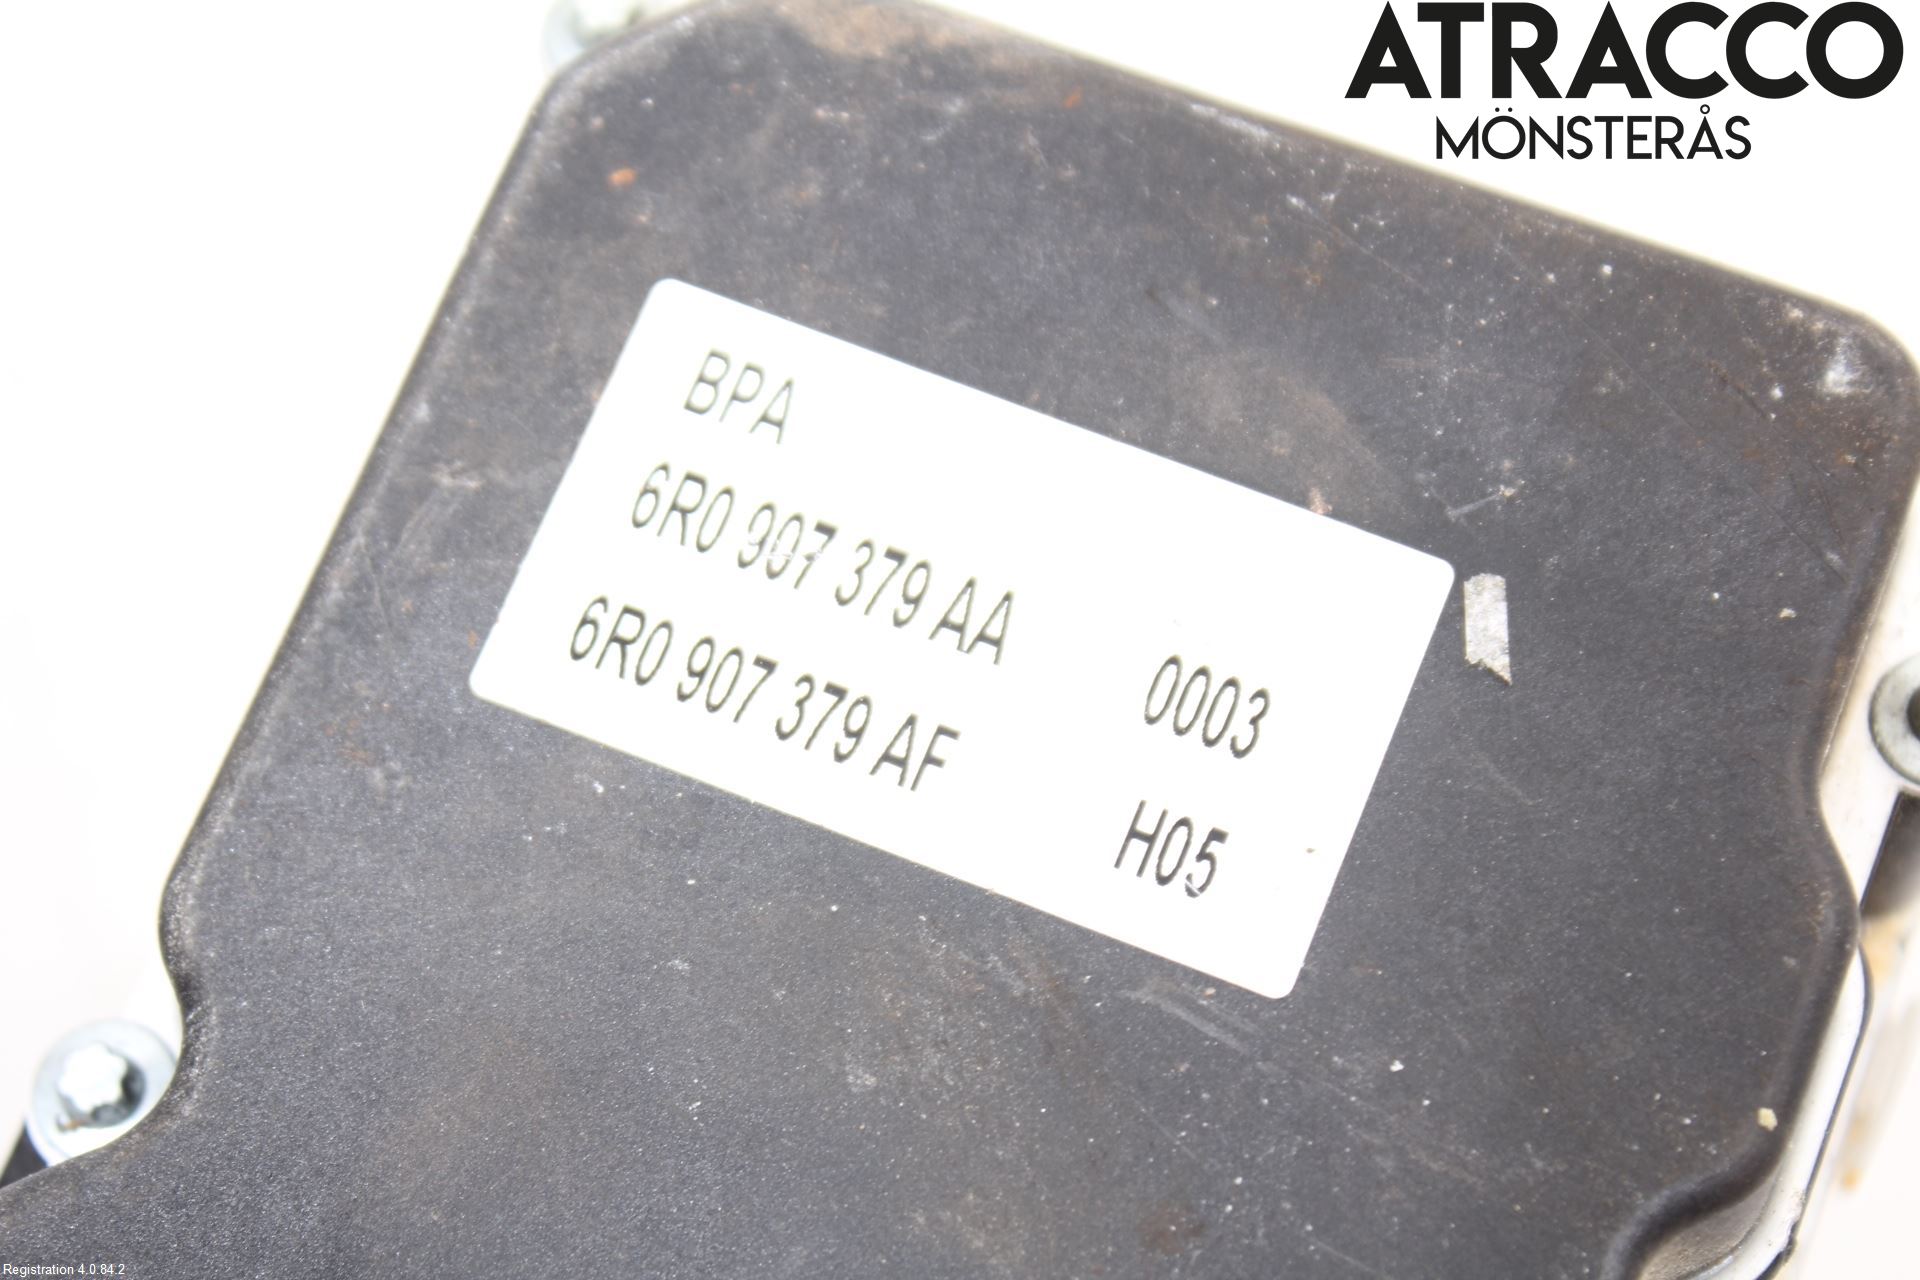 ATRACCO
MÖNSTERÅS
BPA
6R0 907 379 AA 0003
6R0 907 379 AF H05
Registration 4.0.84.2